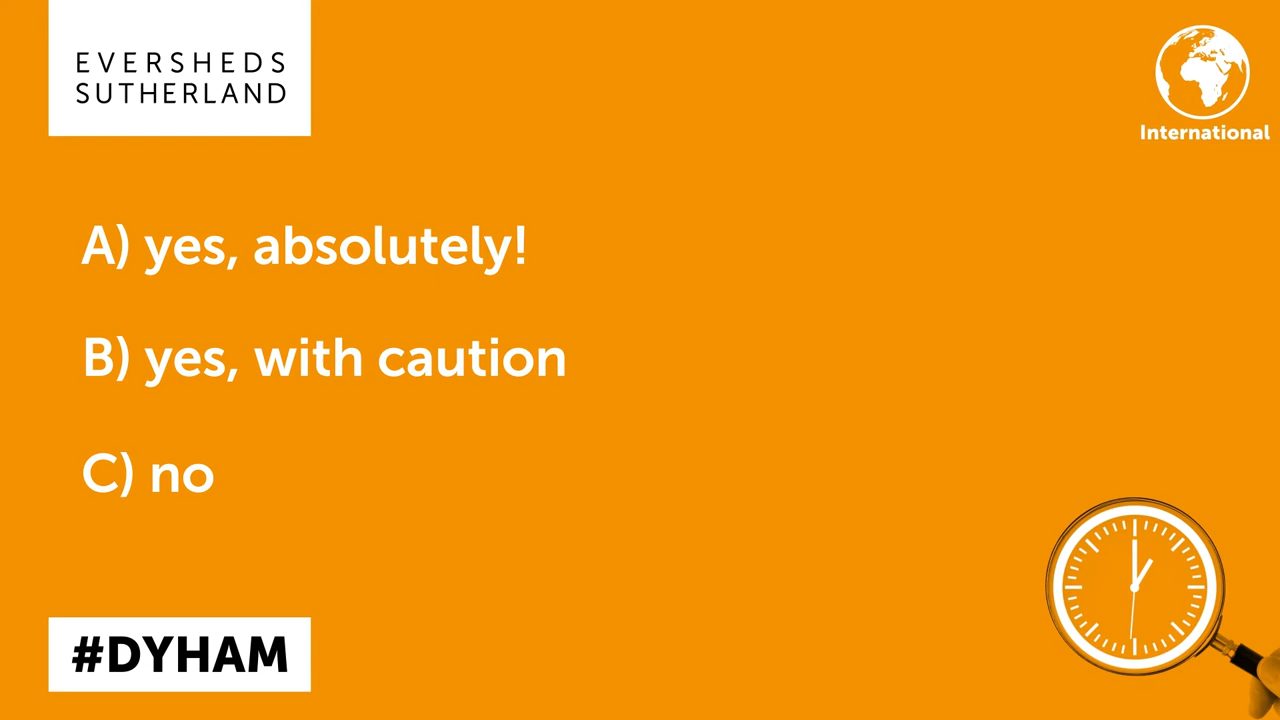 EVERSHEDS
SUTHERLAND
International
A) yes, absolutely!
B) yes, with caution
C) no
#DYHAM